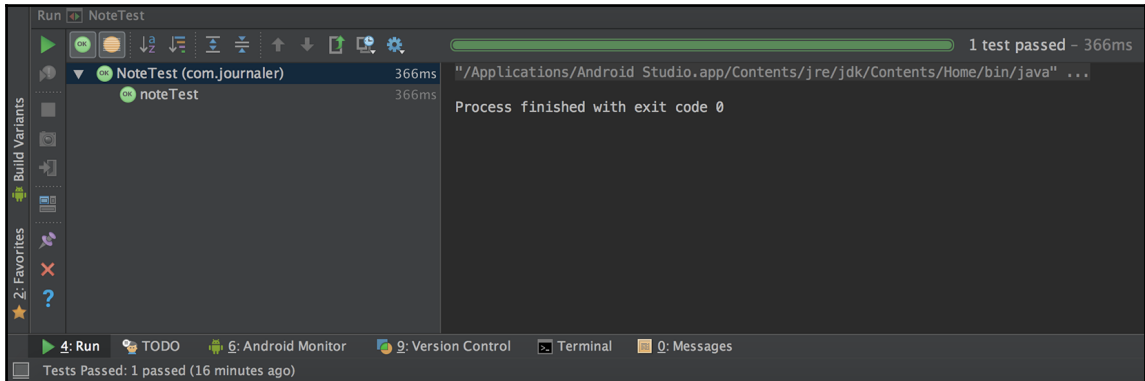 Run NoteTest
OK
1 test passed – 366ms
NoteTest (com.journaler) 366ms
noteTest 366ms
"/Applications/Android Studio.app/Contents/jre/jdk/Contents/Home/bin/java" ...
Process finished with exit code 0
Build Variants
2: Favorites
4: Run TODO 6: Android Monitor 9: Version Control Terminal 0: Messages
Tests Passed: 1 passed (16 minutes ago)